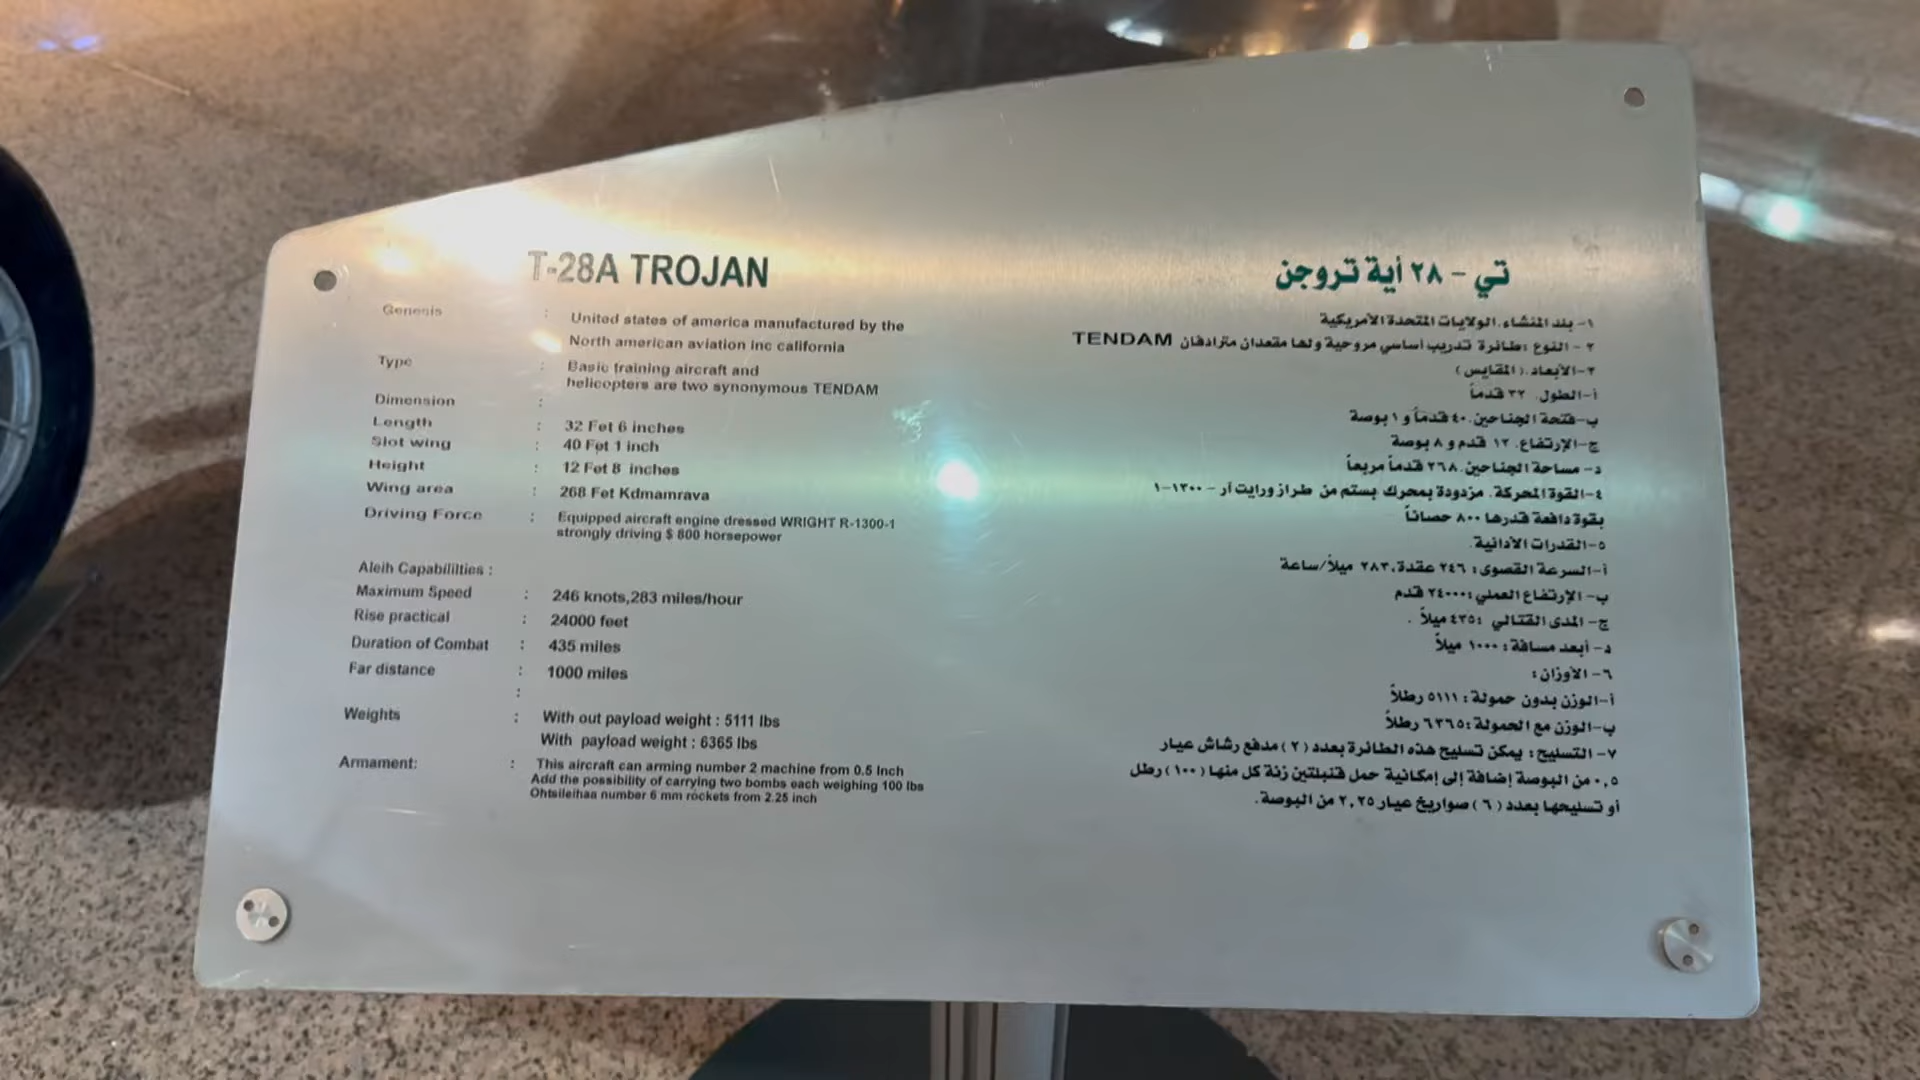 T-28A TROJAN
Genesis : United states of america manufactured by the
North american aviation inc california
Type : Basic training aircraft and
helicopters are two synonymous TENDAM
Dimension :
Length : 32 Fet 6 inches
Slot wing : 40 Fet 1 inch
Height : 12 Fet 8 inches
Wing area : 268 Fet Kdmamrava
Driving Force : Equipped aircraft engine dressed WRIGHT R-1300-1
strongly driving $ 800 horsepower
Aleih Capabililties :
Maximum Speed : 246 knots,283 miles/hour
Rise practical : 24000 feet
Duration of Combat : 435 miles
Far distance : 1000 miles
:
Weights : With out payload weight : 5111 lbs
With payload weight : 6365 lbs
Armament: : This aircraft can arming number 2 machine from 0.5 Inch
Add the possibility of carrying two bombs each weighing 100 lbs
Ohtsileihaa number 6 mm rockets from 2.25 inch
تي - ٢٨ أية تروجن
١- بلد المنشاء. الولايات المتحدة الأمريكية
٢ - النوع : طائرة تدريب أساسي مروحية ولها مقعدان مترادفان TENDAM
٣-الأبعاد. (المقايس)
أ-الطول. ٣٢ قدماً
ب-فتحة الجناحين. ٤٠ قدماً و ١ بوصة
ج-الإرتفاع. ١٢ قدم و ٨ بوصة
د- مساحة الجناحين. ٢٦٨ قدماً مربعاً
٤-القوة المحركة. مزدودة بمحرك بستم من طراز ورايت آر - ١٣٠٠-١
بقوة دافعة قدرها ٨٠٠ حصاناً
٥-القدرات الأدائية.
أ-السرعة القصوى: ٢٤٦ عقدة، ٢٨٣ ميلاً/ساعة
ب- الإرتفاع العملي: ٢٤٠٠٠ قدم
ج- المدى القتالي : ٤٣٥ ميلاً .
د- أبعد مسافة: ١٠٠٠ ميلاً
٦- الأوزان:
أ-الوزن بدون حمولة : ٥١١١ رطلاً
ب-الوزن مع الحمولة: ٦٣٦٥ رطلاً
٧- التسليح: يمكن تسليح هذه الطائرة بعدد (٢) مدفع رشاش عيار
٠,٥ من البوصة إضافة إلى إمكانية حمل قنبلتين زنة كل منها (١٠٠) رطل
أو تسليحها بعدد (٦) صواريخ عيار ٢,٢٥ من البوصة.